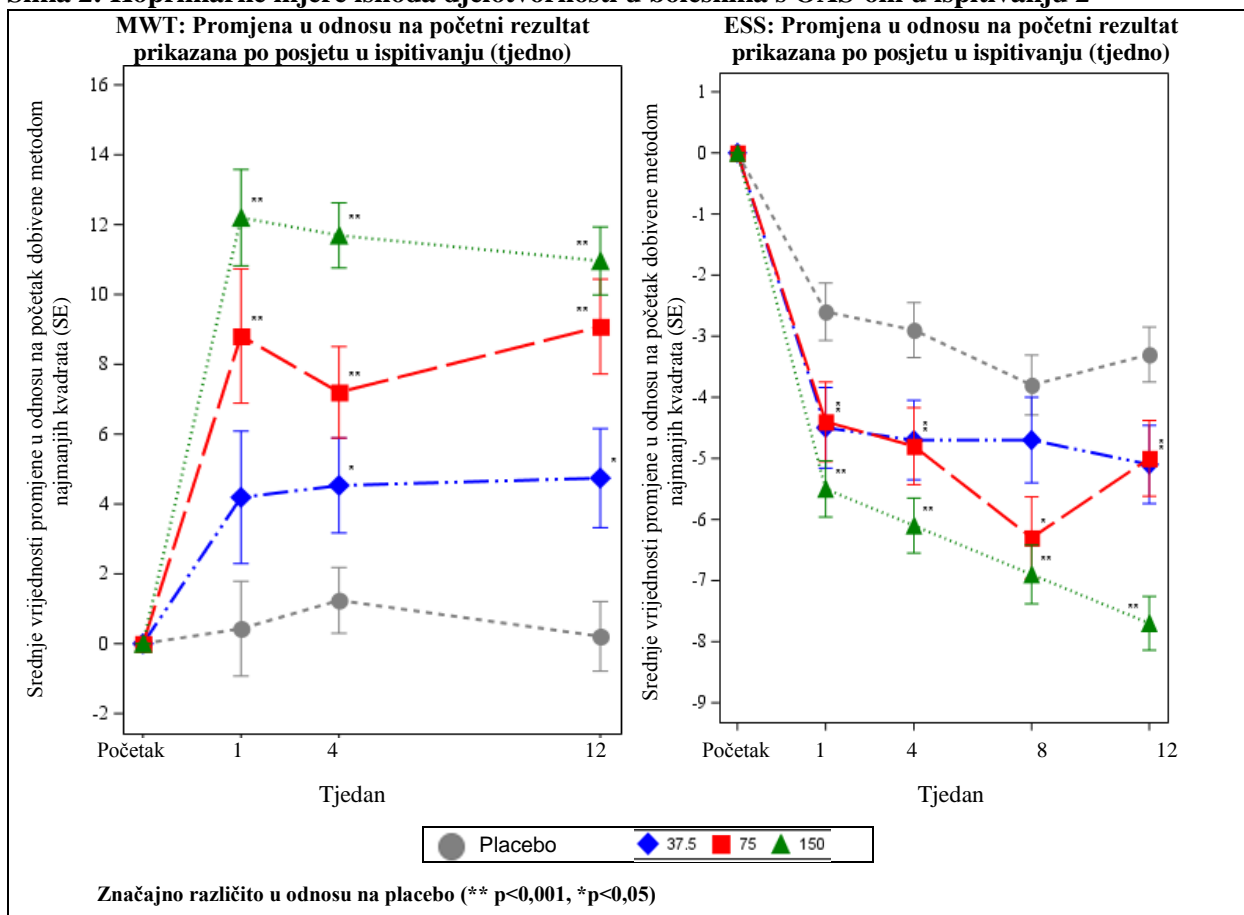 MWT: Promjena u odnosu na početni rezultat
prikazana po posjetu u ispitivanju (tjedno)
Srednje vrijednosti promjene u odnosu na početak dobivene metodom
najmanjih kvadrata (SE)
16
14
12
10
8
6
4
2
0
-2
** ** **
** ** **
* *
Početak 1 4 12
Tjedan
ESS: Promjena u odnosu na početni rezultat
prikazana po posjetu u ispitivanju (tjedno)
Srednje vrijednosti promjene u odnosu na početak dobivene metodom
najmanjih kvadrata (SE)
1
0
-1
-2
-3
-4
-5
-6
-7
-8
-9
** ** * **
** ** ** **
Početak 1 4 8 12
Tjedan
Placebo 37.5 75 150
Značajno različito u odnosu na placebo (** p<0,001, *p<0,05)